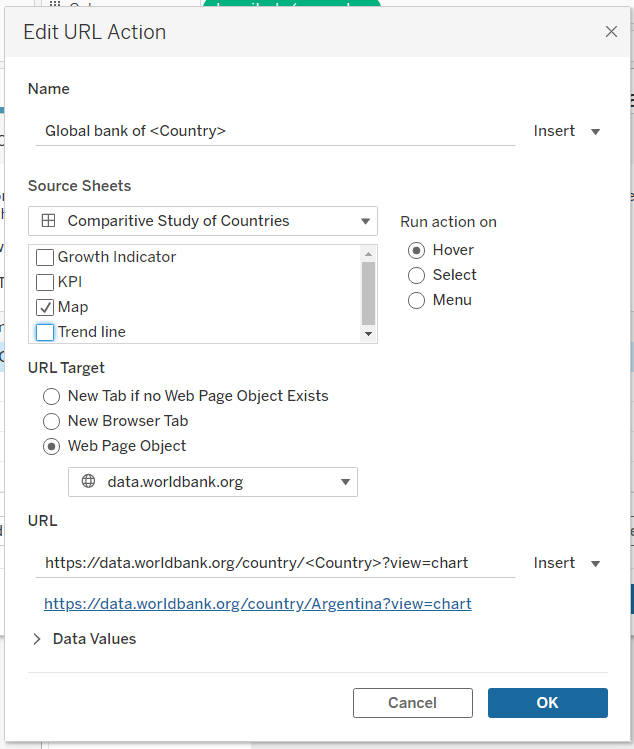 Edit URL Action
Name
Global bank of <Country>
Insert
Source Sheets
Comparitive Study of Countries
Run action on
Growth Indicator
Hover
KPI
Select
Map
Menu
Trend line
URL Target
New Tab if no Web Page Object Exists
New Browser Tab
Web Page Object
data.worldbank.org
URL
https://data.worldbank.org/country/<Country>?view=chart
Insert
https://data.worldbank.org/country/Argentina?view=chart
Data Values
Cancel
OK